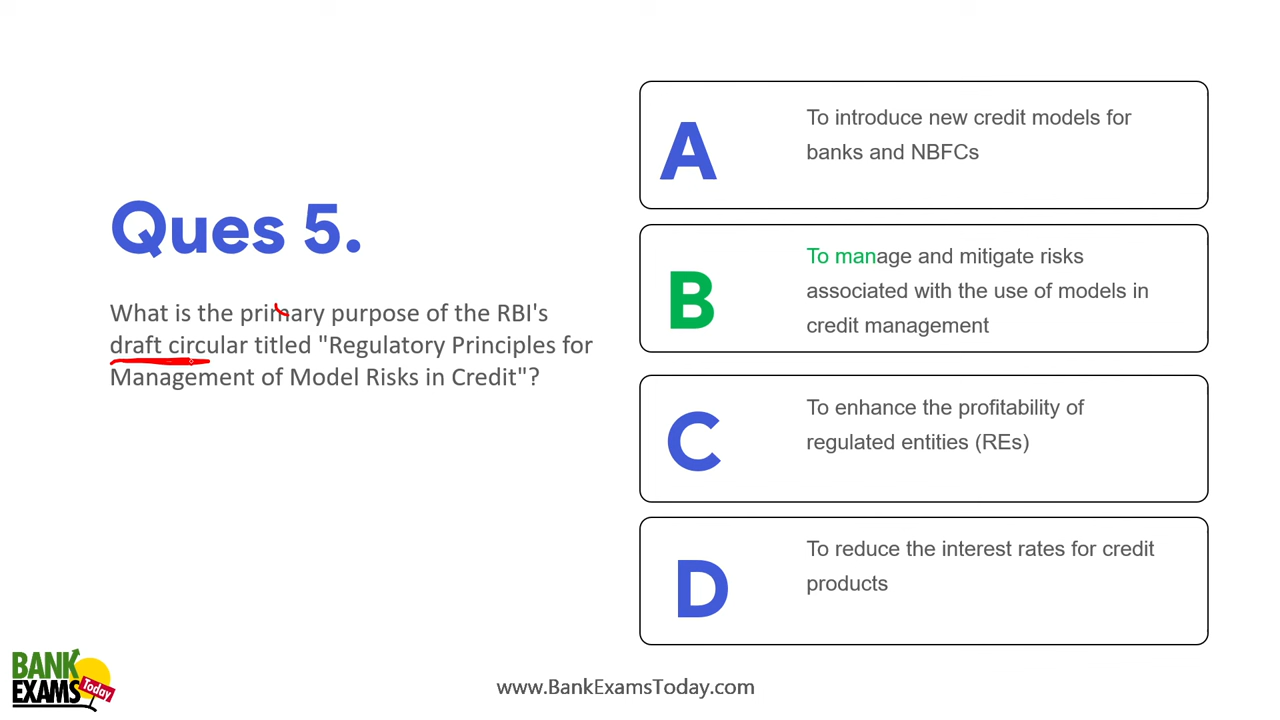 Ques 5.
What is the primary purpose of the RBI's
draft circular titled "Regulatory Principles for
Management of Model Risks in Credit"?
A
To introduce new credit models for
banks and NBFCs
B
To manage and mitigate risks
associated with the use of models in
credit management
C
To enhance the profitability of
regulated entities (REs)
D
To reduce the interest rates for credit
products
BANK
EXAMS
Today
www.BankExamsToday.com